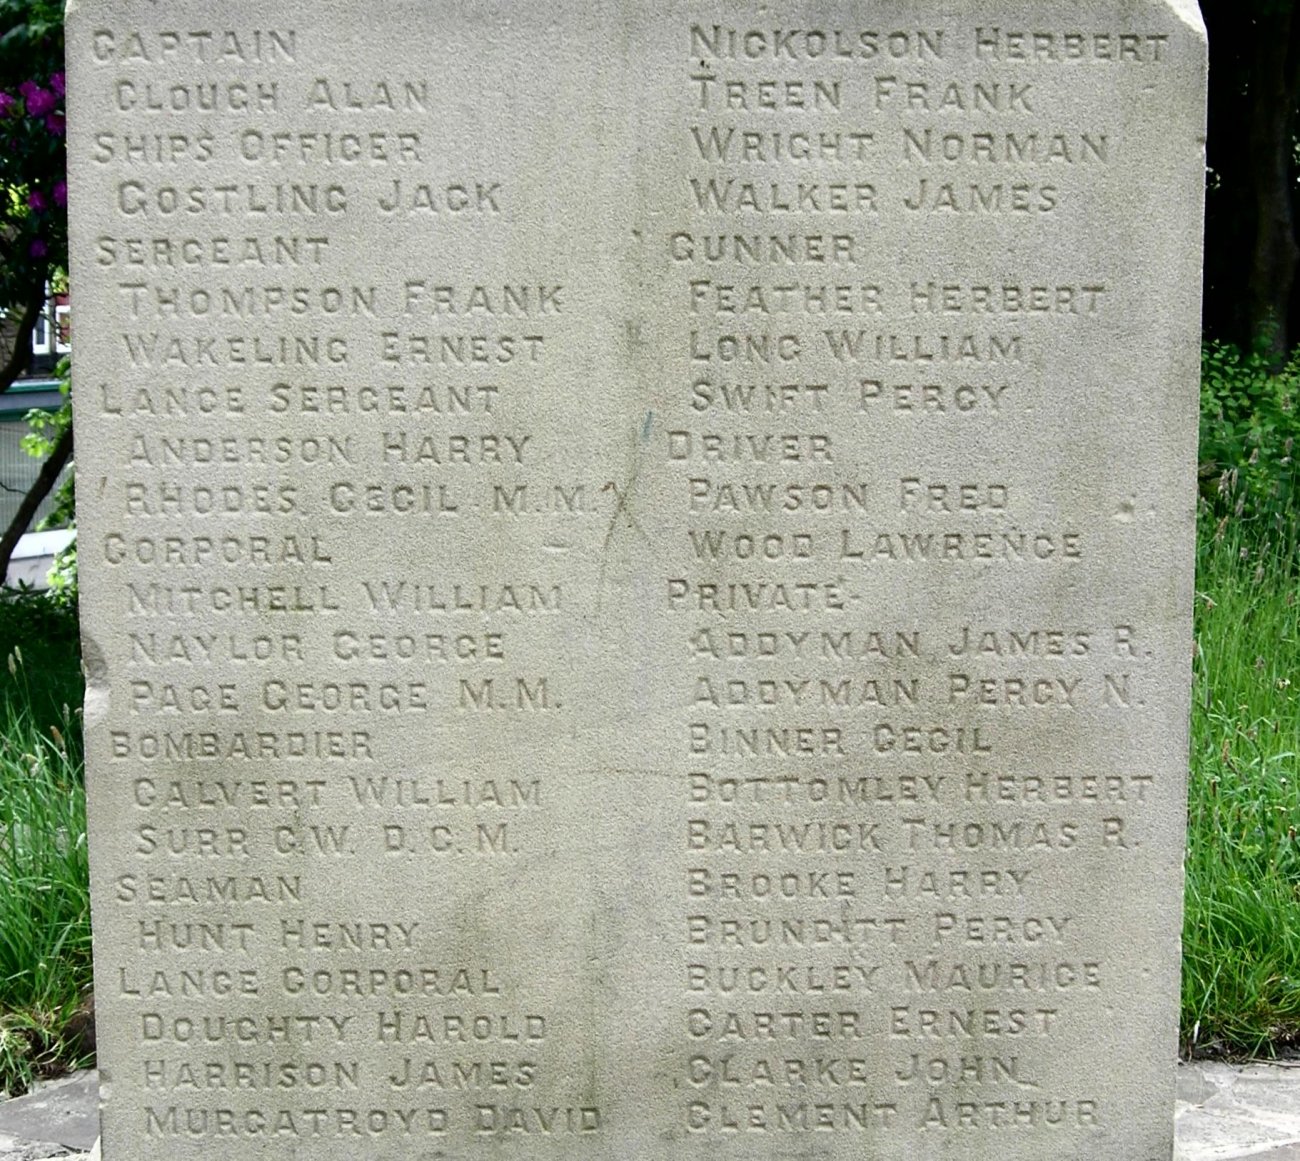 CAPTAIN
CLOUGH ALAN
SHIPS OFFICER
GOSTLING JACK
SERGEANT
THOMPSON FRANK
WAKELING ERNEST
LANCE SERGEANT
ANDERSON HARRY
RHODES CECIL M.M.
CORPORAL
MITCHELL WILLIAM
NAYLOR GEORGE
PAGE GEORGE M.M.
BOMBARDIER
CALVERT WILLIAM
SURR C.W. D.C.M.
SEAMAN
HUNT HENRY
LANCE CORPORAL
DOUGHTY HAROLD
HARRISON JAMES
MURGATROYD DAVID
NICKOLSON HERBERT
TREEN FRANK
WRIGHT NORMAN
WALKER JAMES
GUNNER
FEATHER HERBERT
LONG WILLIAM
SWIFT PERCY
DRIVER
PAWSON FRED
WOOD LAWRENCE
PRIVATE
ADDYMAN JAMES R.
ADDYMAN PERCY N.
BINNER CECIL
BOTTOMLEY HERBERT
BARWICK THOMAS R.
BROOKE HARRY
BRUNDITT PERCY
BUCKLEY MAURICE
CARTER ERNEST
CLARKE JOHN
CLEMENT ARTHUR